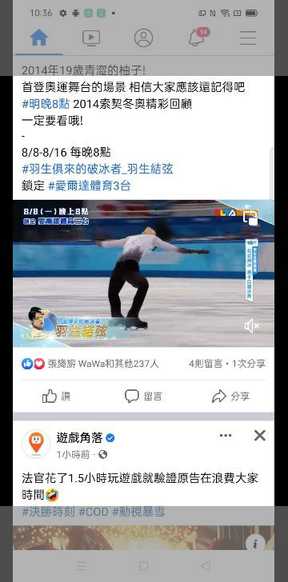 10:36
14
2014年19歲青澀的柚子!
首登奧運舞台的場景 相信大家應該還記得吧
#明晚8點 2014索契冬奧精彩回顧
一定要看哦!
-
8/8-8/16 每晚8點
#羽生俱來的破冰者_羽生結弦
鎖定 #愛爾達體育3台
8/8(一)晚上8點
羽生結弦
張旖旂 WaWa和其他237人
4則留言·1次分享
讚
留言
分享
遊戲角落
1小時前·
法官花了1.5小時玩遊戲就驗證原告在浪費大家
時間🤣
#決勝時刻 #COD #動視暴雪